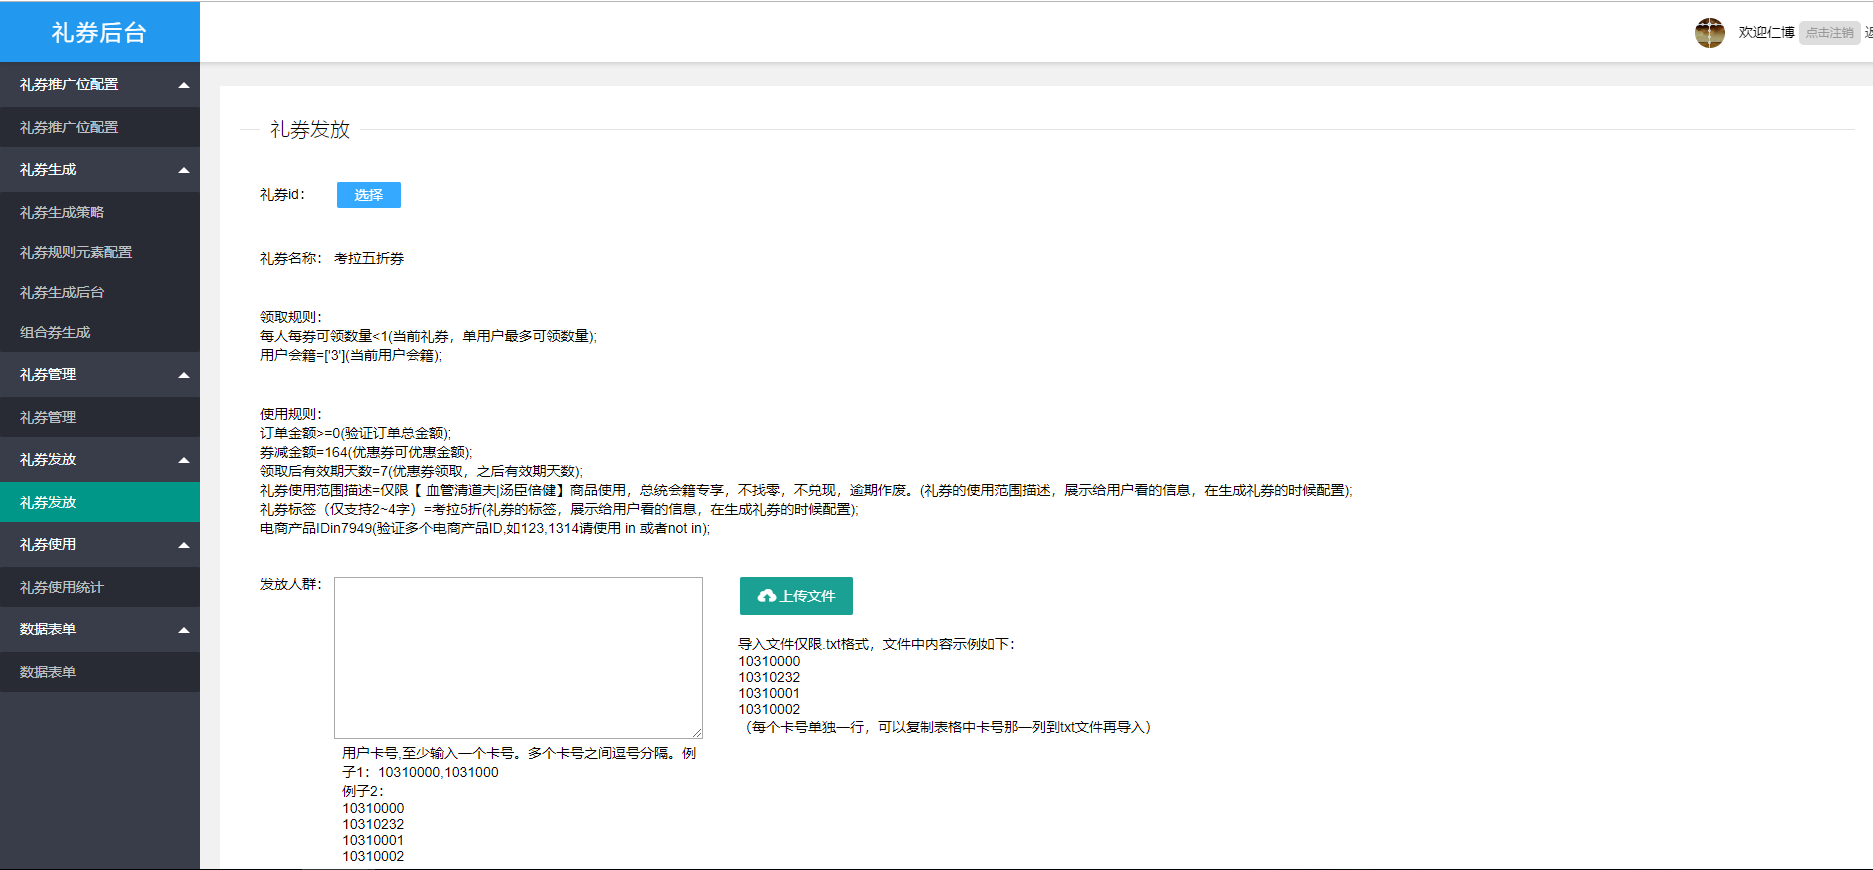 礼券后台
欢迎仁博 点击注销 返
礼券推广位配置
礼券推广位配置
礼券生成
礼券生成策略
礼券规则元素配置
礼券生成后台
组合券生成
礼券管理
礼券管理
礼券发放
礼券发放
礼券使用
礼券使用统计
数据表单
数据表单
礼券发放
礼券id： 选择
礼券名称： 考拉五折券
领取规则：
每人每券可领数量<1(当前礼券，单用户最多可领数量);
用户会籍=['3'](当前用户会籍);
使用规则：
订单金额>=0(验证订单总金额);
券减金额=164(优惠券可优惠金额);
领取后有效期天数=7(优惠券领取，之后有效期天数);
礼券使用范围描述=仅限【 血管清道夫|汤臣倍健】商品使用，总统会籍专享，不找零，不兑现，逾期作废。(礼券的使用范围描述，展示给用户看的信息，在生成礼券的时候配置);
礼券标签（仅支持2~4字）=考拉5折(礼券的标签，展示给用户看的信息，在生成礼券的时候配置);
电商产品IDin7949(验证多个电商产品ID,如123,1314请使用 in 或者not in);
发放人群：
用户卡号,至少输入一个卡号。多个卡号之间逗号分隔。例
子1：10310000,1031000
例子2：
10310000
10310232
10310001
10310002
上传文件
导入文件仅限.txt格式，文件中内容示例如下：
10310000
10310232
10310001
10310002
（每个卡号单独一行，可以复制表格中卡号那一列到txt文件再导入）